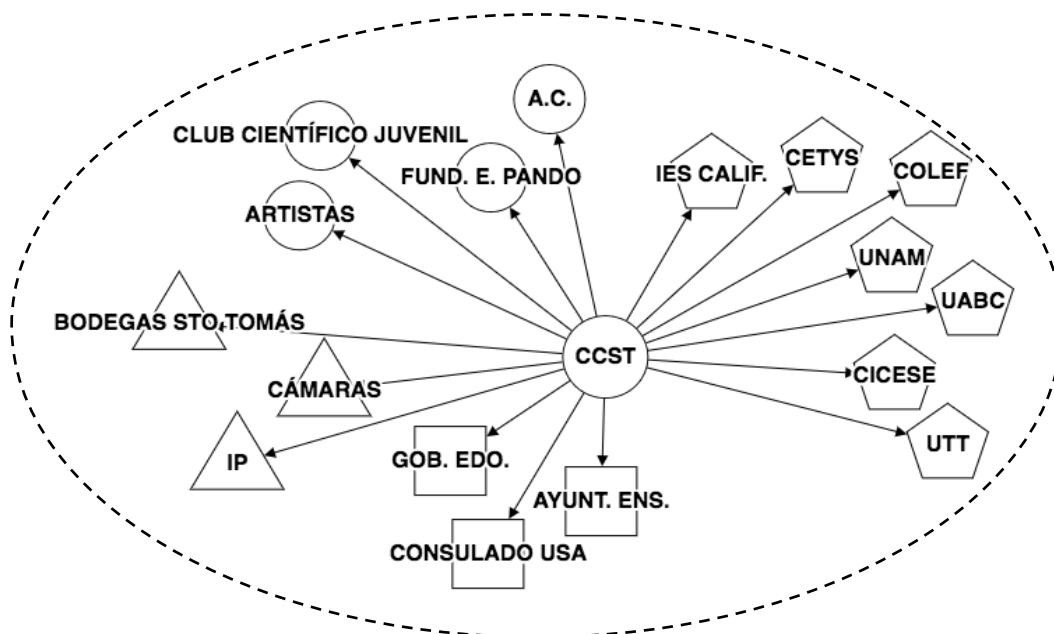 A.C.
CLUB CIENTÍFICO JUVENIL
FUND. E. PANDO
IES CALIF.
CETYS
COLEF
ARTISTAS
UNAM
UABC
BODEGAS STO.TOMÁS
CCST
CÁMARAS
CICESE
IP
GOB. EDO.
UTT
AYUNT. ENS.
CONSULADO USA